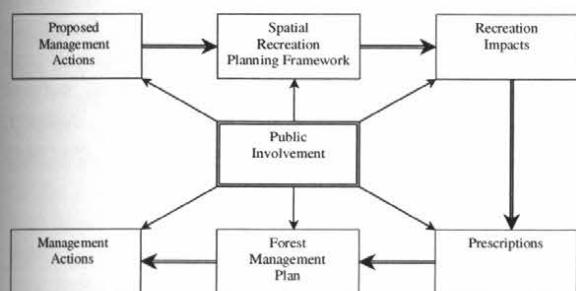 Proposed
Management
Actions
Spatial
Recreation
Planning Framework
Recreation
Impacts
Public
Involvement
Management
Actions
Forest
Management
Plan
Prescriptions